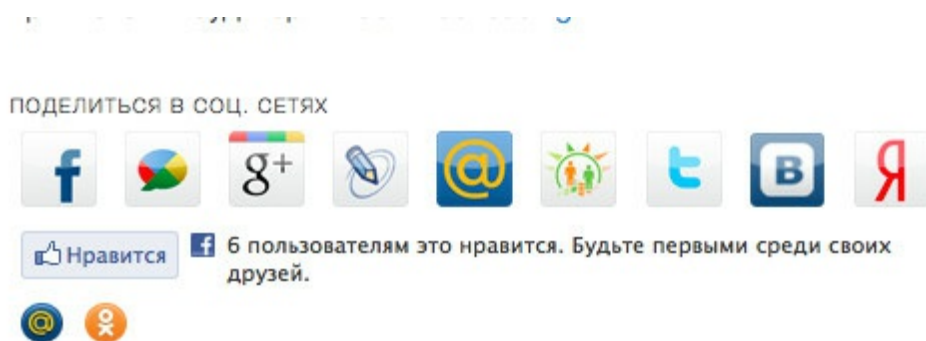 ПОДЕЛИТЬСЯ В СОЦ. СЕТЯХ
f g+ @ t B Я
Нравится f 6 пользователям это нравится. Будьте первыми среди своих
друзей.
@